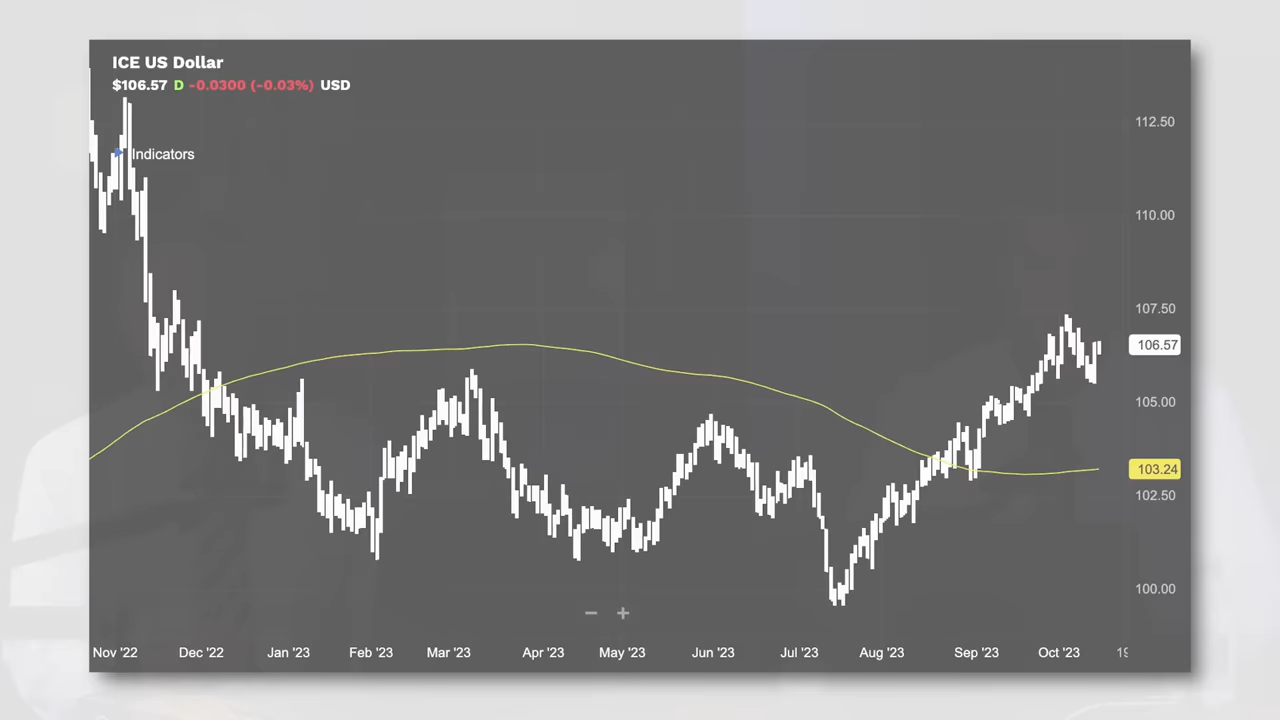 ICE US Dollar
$106.57 D -0.0300 (-0.03%) USD
Indicators
112.50
110.00
107.50
106.57
105.00
103.24
102.50
100.00
− +
Nov '22 Dec '22 Jan '23 Feb '23 Mar '23 Apr '23 May '23 Jun '23 Jul '23 Aug '23 Sep '23 Oct '23